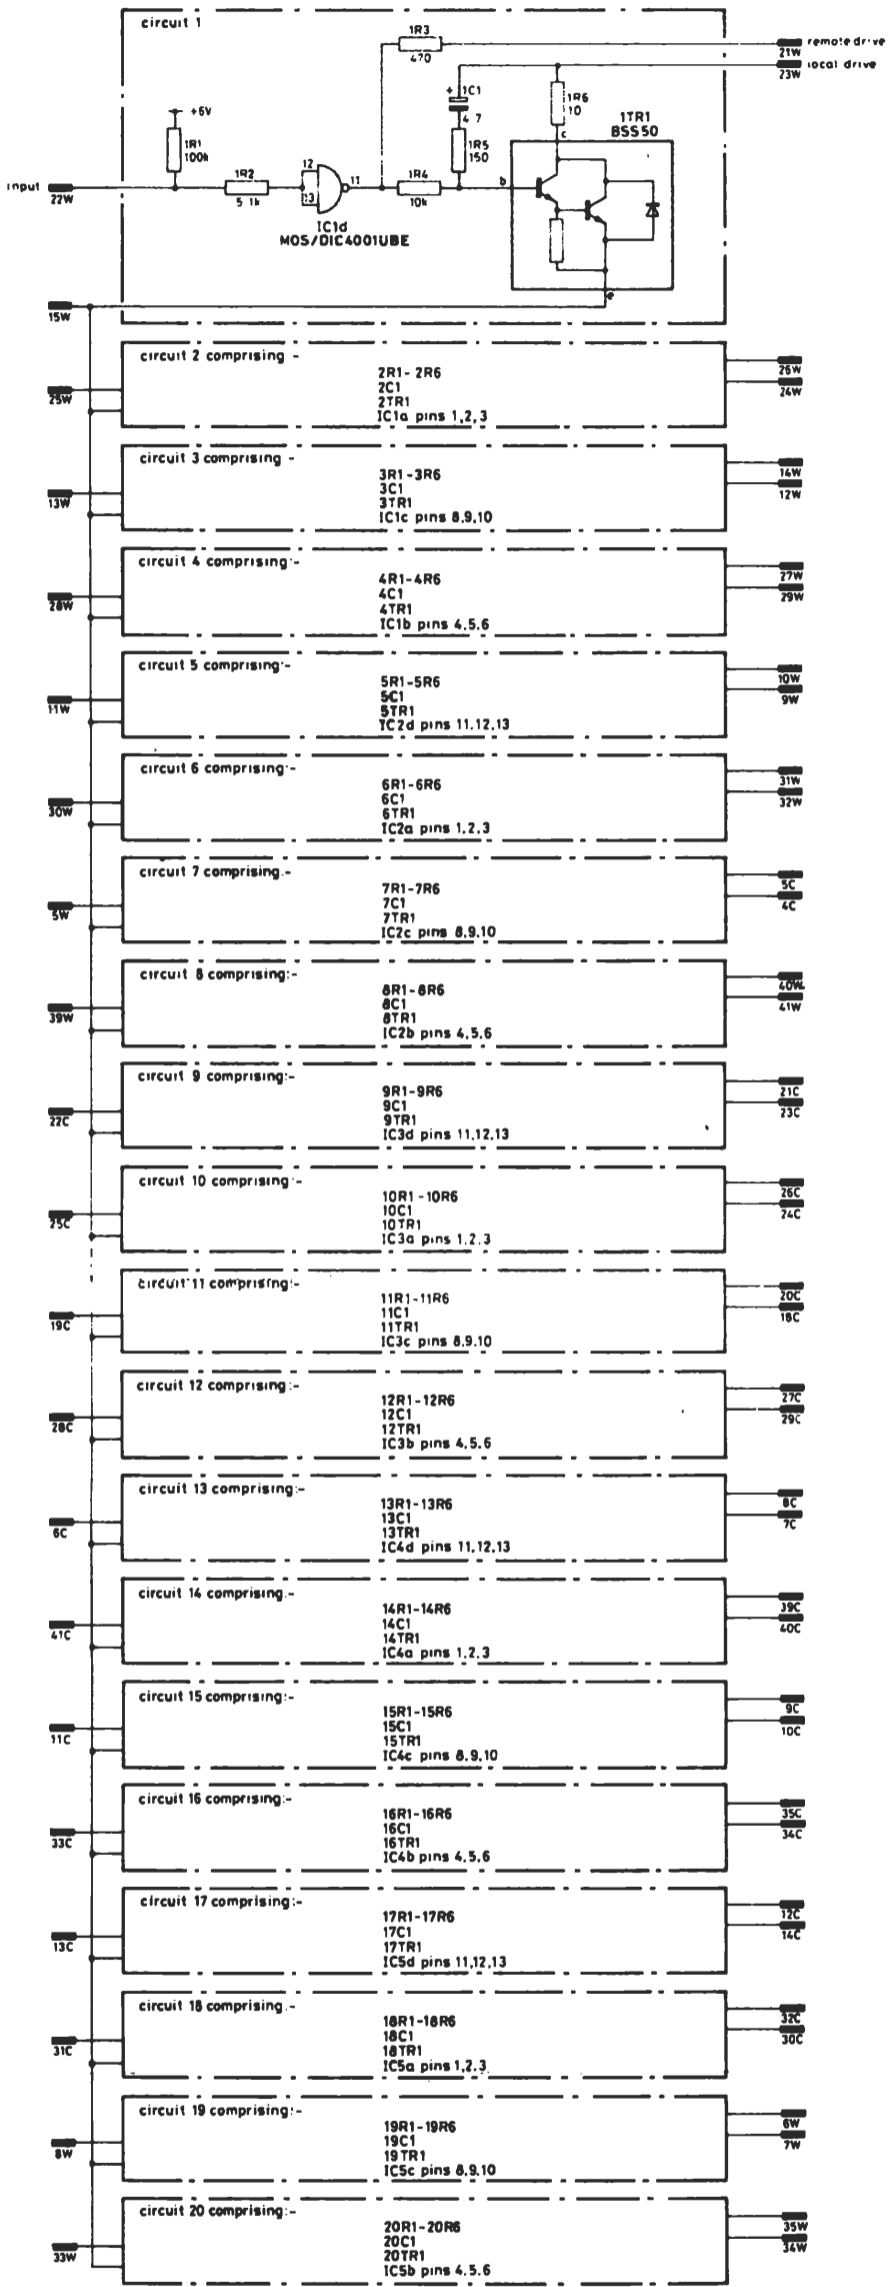 circuit 1
1R3
470
21W
remote drive
23W
local drive
+ 1C1
4 7
1R6
10
c
1TR1
BSS50
+6V
1R1
100k
1R5
150
input
22W
1R2
5 1k
12
13
11
1R4
10k
b
IC1d
MOS/DIC4001UBE
e
15W
circuit 2 comprising -
2R1-2R6
2C1
2TR1
IC1a pins 1,2,3
25W
26W
24W
circuit 3 comprising -
3R1-3R6
3C1
3TR1
IC1c pins 8,9,10
13W
14W
12W
circuit 4 comprising:-
4R1-4R6
4C1
4TR1
IC1b pins 4,5,6
28W
27W
29W
circuit 5 comprising:-
5R1-5R6
5C1
5TR1
IC2d pins 11,12,13
11W
10W
9W
circuit 6 comprising:-
6R1-6R6
6C1
6TR1
IC2a pins 1,2,3
30W
31W
32W
circuit 7 comprising.-
7R1-7R6
7C1
7TR1
IC2c pins 8,9,10
5W
5C
4C
circuit 8 comprising:-
8R1-8R6
8C1
8TR1
IC2b pins 4,5,6
39W
40W
41W
circuit 9 comprising:-
9R1-9R6
9C1
9TR1
IC3d pins 11,12,13
22C
21C
23C
circuit 10 comprising:-
10R1-10R6
10C1
10TR1
IC3a pins 1,2,3
25C
26C
24C
circuit 11 comprising:-
11R1-11R6
11C1
11TR1
IC3c pins 8,9,10
19C
20C
18C
circuit 12 comprising:-
12R1-12R6
12C1
12TR1
IC3b pins 4,5,6
28C
27C
29C
circuit 13 comprising:-
13R1-13R6
13C1
13TR1
IC4d pins 11,12,13
6C
8C
7C
circuit 14 comprising:-
14R1-14R6
14C1
14TR1
IC4a pins 1,2,3
41C
39C
40C
circuit 15 comprising:-
15R1-15R6
15C1
15TR1
IC4c pins 8,9,10
11C
9C
10C
circuit 16 comprising:-
16R1-16R6
16C1
16TR1
IC4b pins 4,5,6
33C
35C
34C
circuit 17 comprising:-
17R1-17R6
17C1
17TR1
IC5d pins 11,12,13
13C
12C
14C
circuit 18 comprising.-
18R1-18R6
18C1
18TR1
IC5a pins 1,2,3
31C
32C
30C
circuit 19 comprising:-
19R1-19R6
19C1
19TR1
IC5c pins 8,9,10
8W
6W
7W
circuit 20 comprising:-
20R1-20R6
20C1
20TR1
IC5b pins 4,5,6
33W
35W
34W